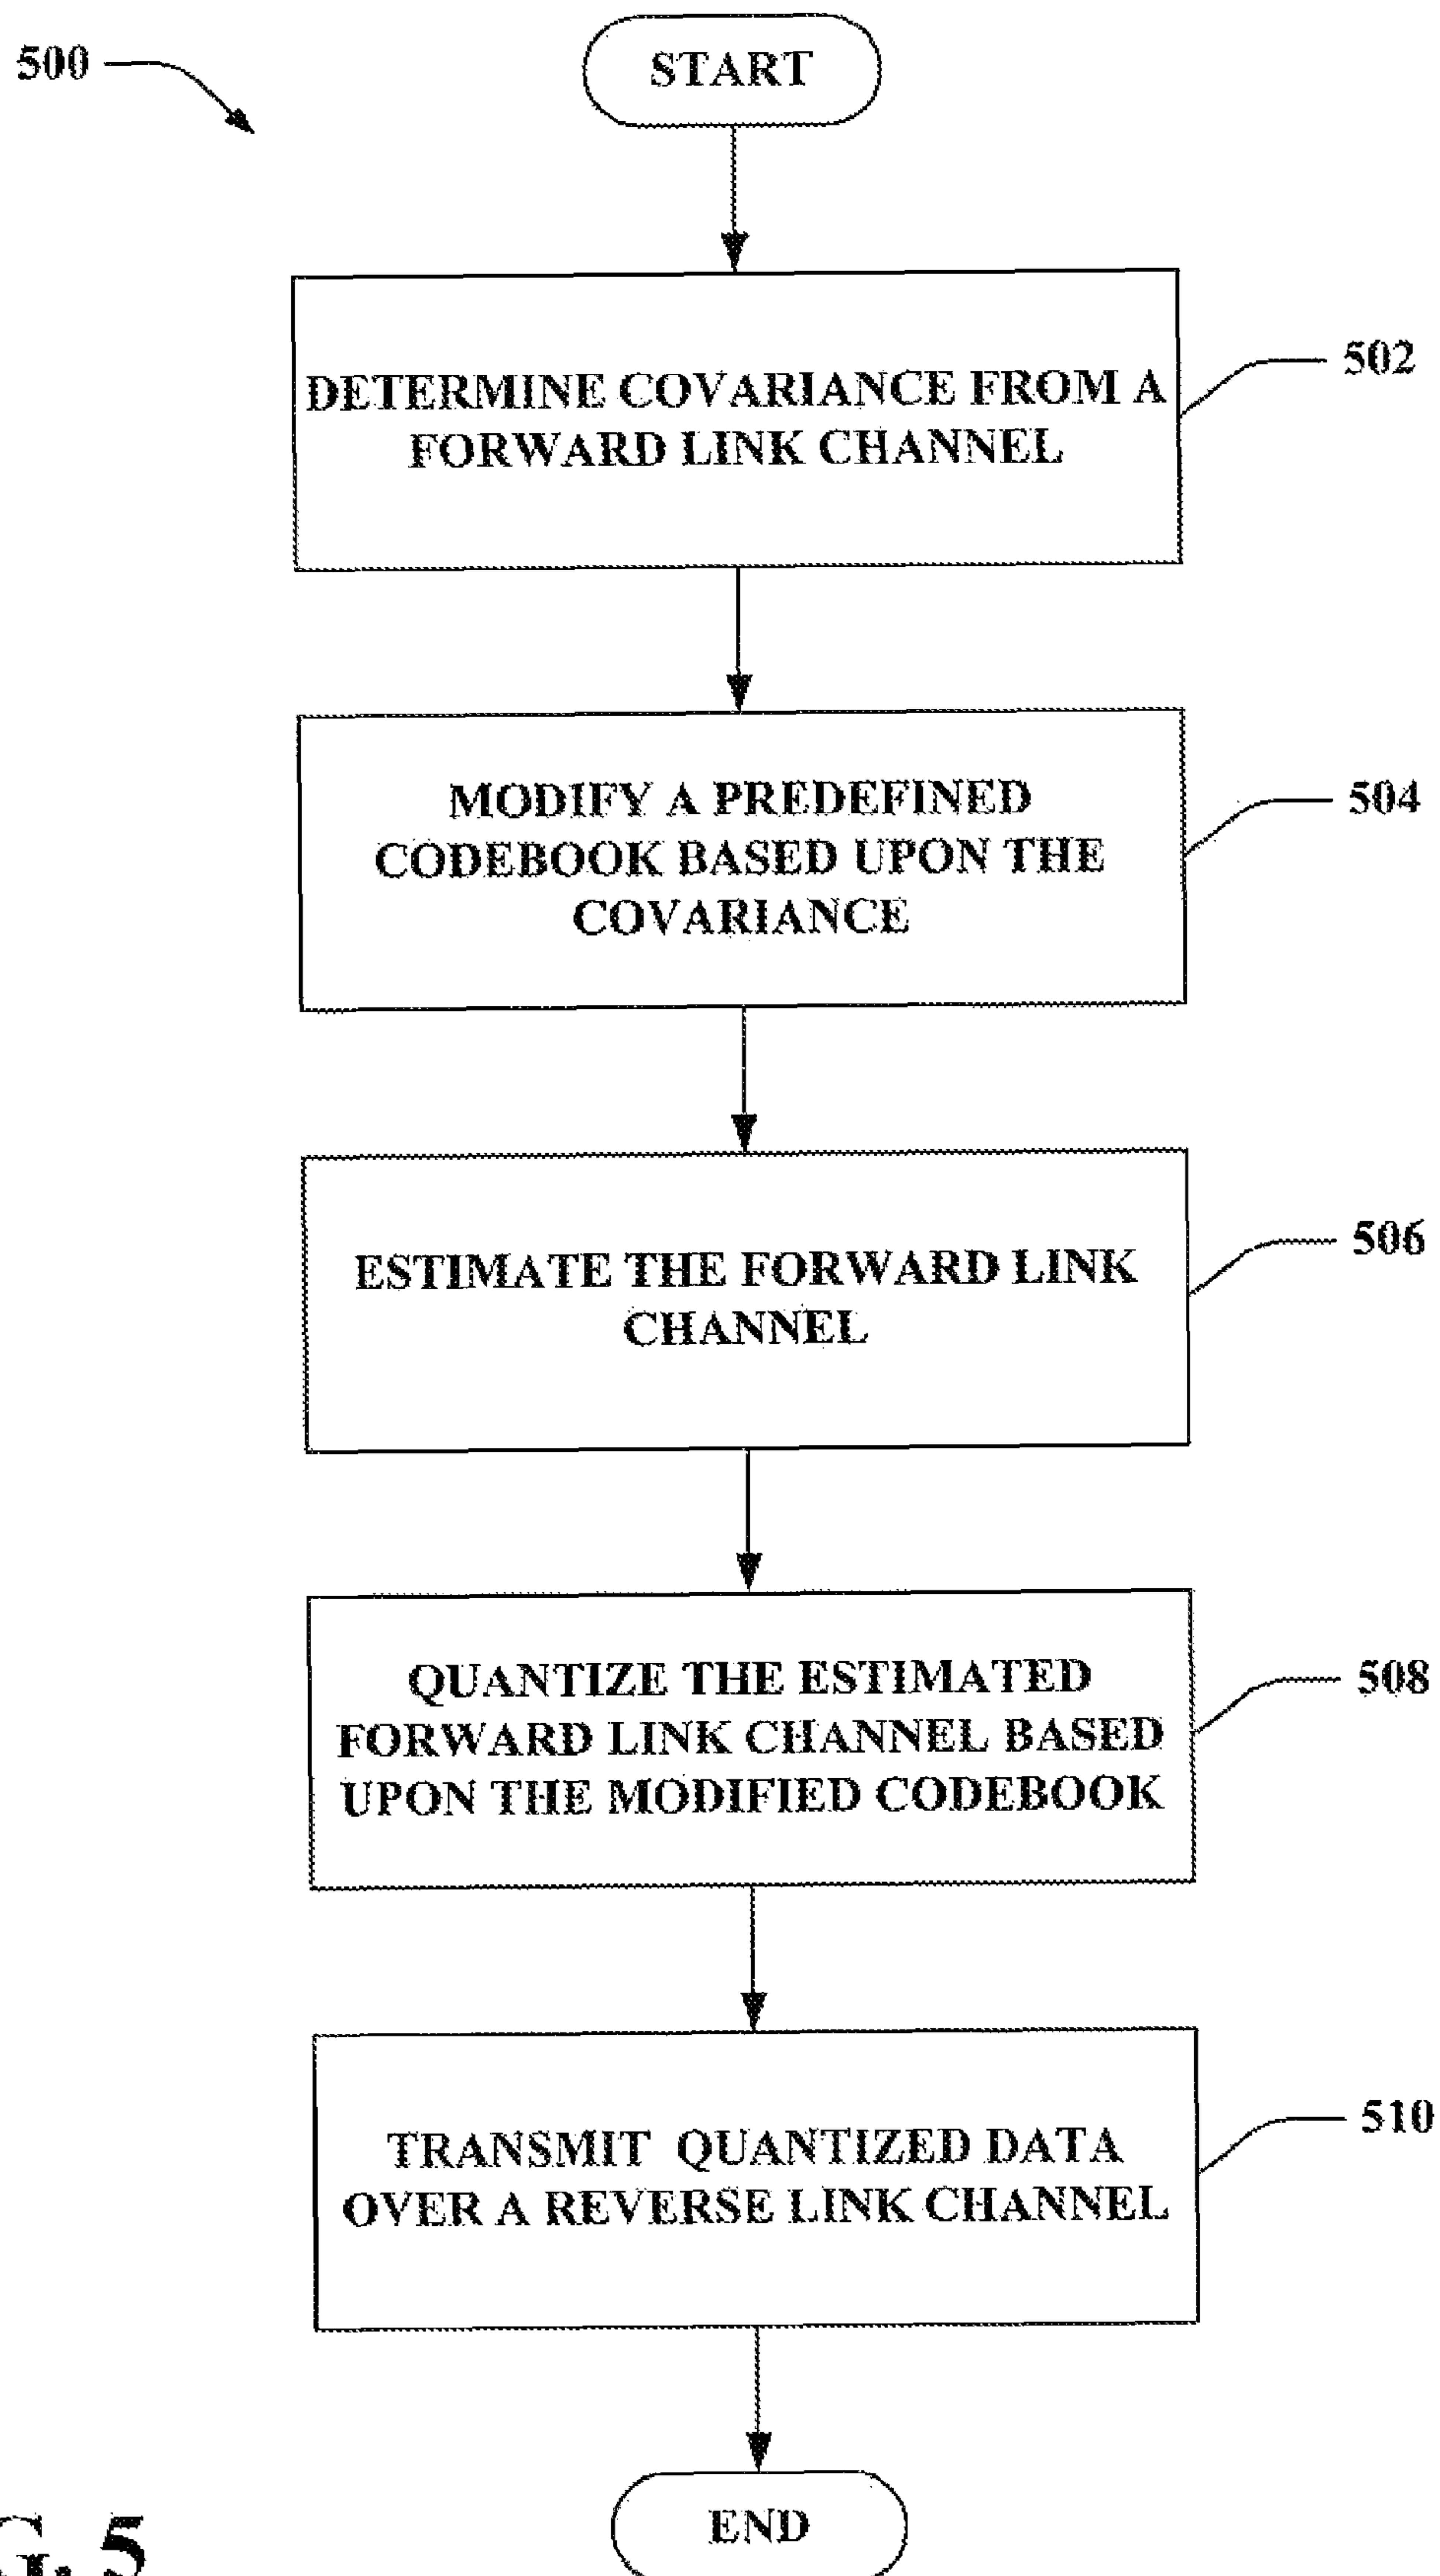 500
START
DETERMINE COVARIANCE FROM A
FORWARD LINK CHANNEL
502
MODIFY A PREDEFINED
CODEBOOK BASED UPON THE
COVARIANCE
504
ESTIMATE THE FORWARD LINK
CHANNEL
506
QUANTIZE THE ESTIMATED
FORWARD LINK CHANNEL BASED
UPON THE MODIFIED CODEBOOK
508
TRANSMIT QUANTIZED DATA
OVER A REVERSE LINK CHANNEL
510
END
G. 5